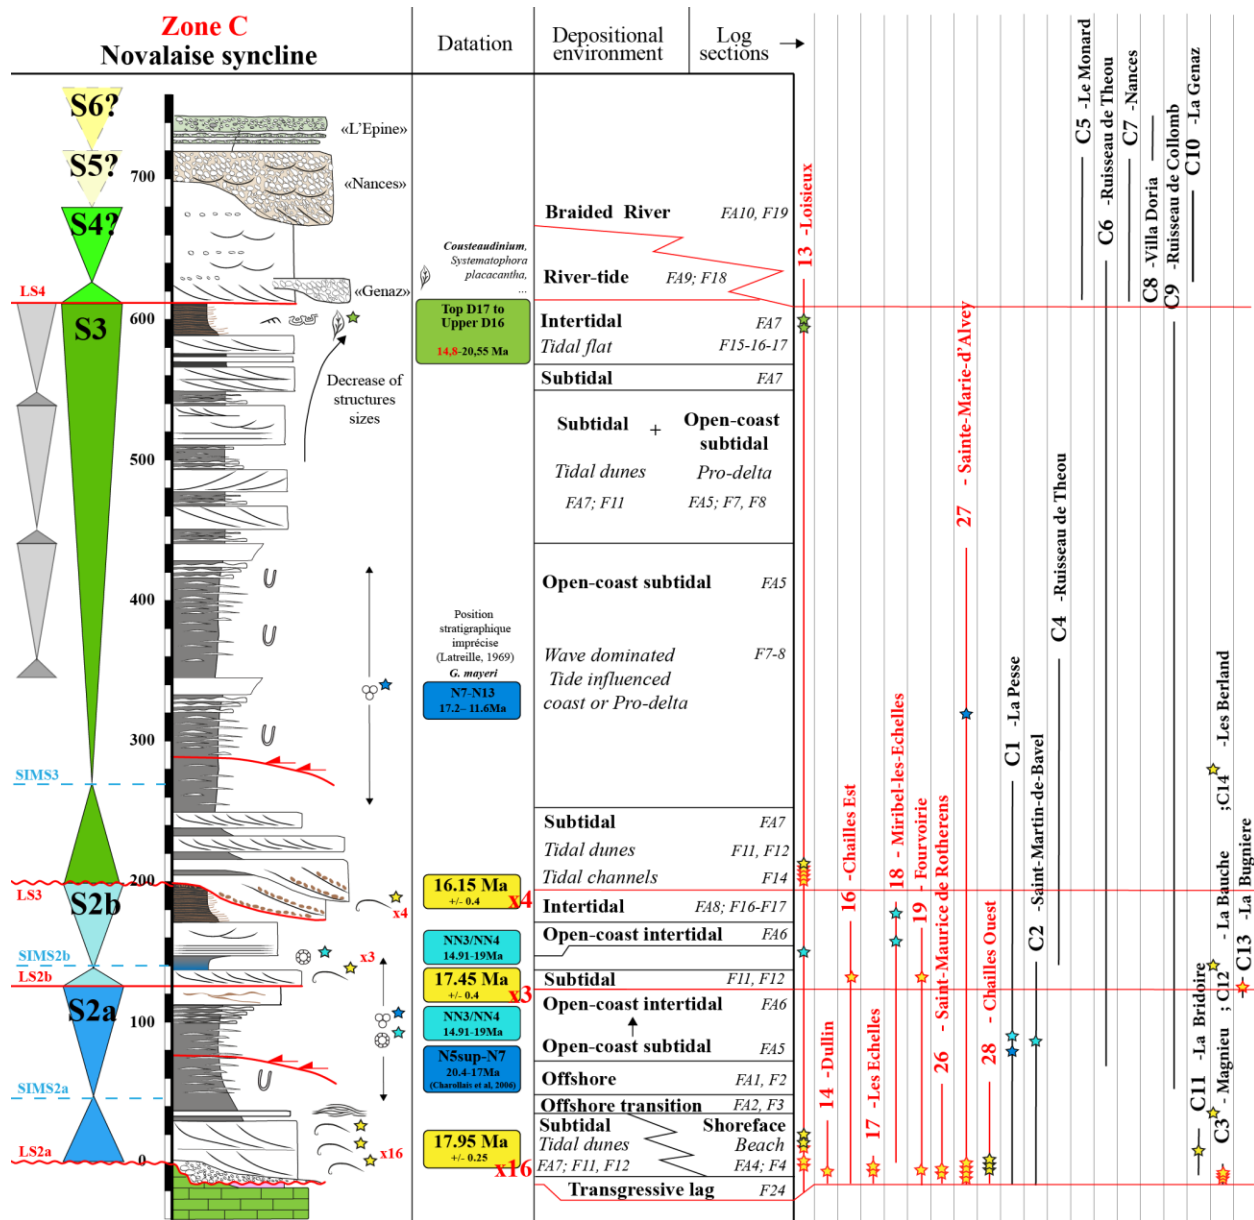 Zone C
Novalaise syncline
Datation
Depositional
environment
Log
sections
S6?
S5?
S4?
S3
S2b
S2a
LS4
SIMS3
LS3
SIMS2b
LS2b
SIMS2a
LS2a
700
600
500
400
300
200
100
0
«L'Epine»
«Nances»
«Genaz»
Decrease of
structures
sizes
x4
x3
x16
Cousteaudinium,
Systematophora
placacantha,
...
Top D17 to
Upper D16
14,8-20,55 Ma
Position
stratigraphique
imprécise
(Latreille, 1969)
G. mayeri
N7-N13
17.2– 11.6Ma
16.15 Ma
+/- 0.4
x4
NN3/NN4
14.91-19Ma
17.45 Ma
+/- 0.4
x3
NN3/NN4
14.91-19Ma
N5sup-N7
20.4-17Ma
(Charollais et al, 2006)
17.95 Ma
+/- 0.25
x16
Braided River FA10, F19
River-tide FA9; F18
Intertidal FA7
Tidal flat F15-16-17
Subtidal FA7
Subtidal + Open-coast
subtidal
Tidal dunes Pro-delta
FA7; F11 FA5; F7, F8
Open-coast subtidal FA5
Wave dominated F7-8
Tide influenced
coast or Pro-delta
Subtidal FA7
Tidal dunes F11, F12
Tidal channels F14
Intertidal FA8; F16-F17
Open-coast intertidal FA6
Subtidal F11, F12
Open-coast intertidal FA6
Open-coast subtidal FA5
Offshore FA1, F2
Offshore transition FA2, F3
Subtidal Shoreface
Tidal dunes Beach
FA7; F11, F12 FA4; F4
Transgressive lag F24
13 -Loisieux
14 -Dullin
16 -Chailles Est
17 -Les Echelles
18 - Miribel-les-Echelles
19 - Fourvoirie
26 - Saint-Maurice de Rotherens
27 - Sainte-Marie-d'Alvey
28 - Chailles Ouest
C1 -La Pesse
C2 -Saint-Martin-de-Bavel
C4 -Ruisseau de Theou
C5 -Le Monard
C6 -Ruisseau de Theou
C7 -Nances
C8 -Villa Doria
C9 -Ruisseau de Collomb
C10 -La Genaz
C11 - La Bridoire
C3 - Magnieu ; C12 - La Bauche ;C14 -Les Berland
C13 -La Bugniere